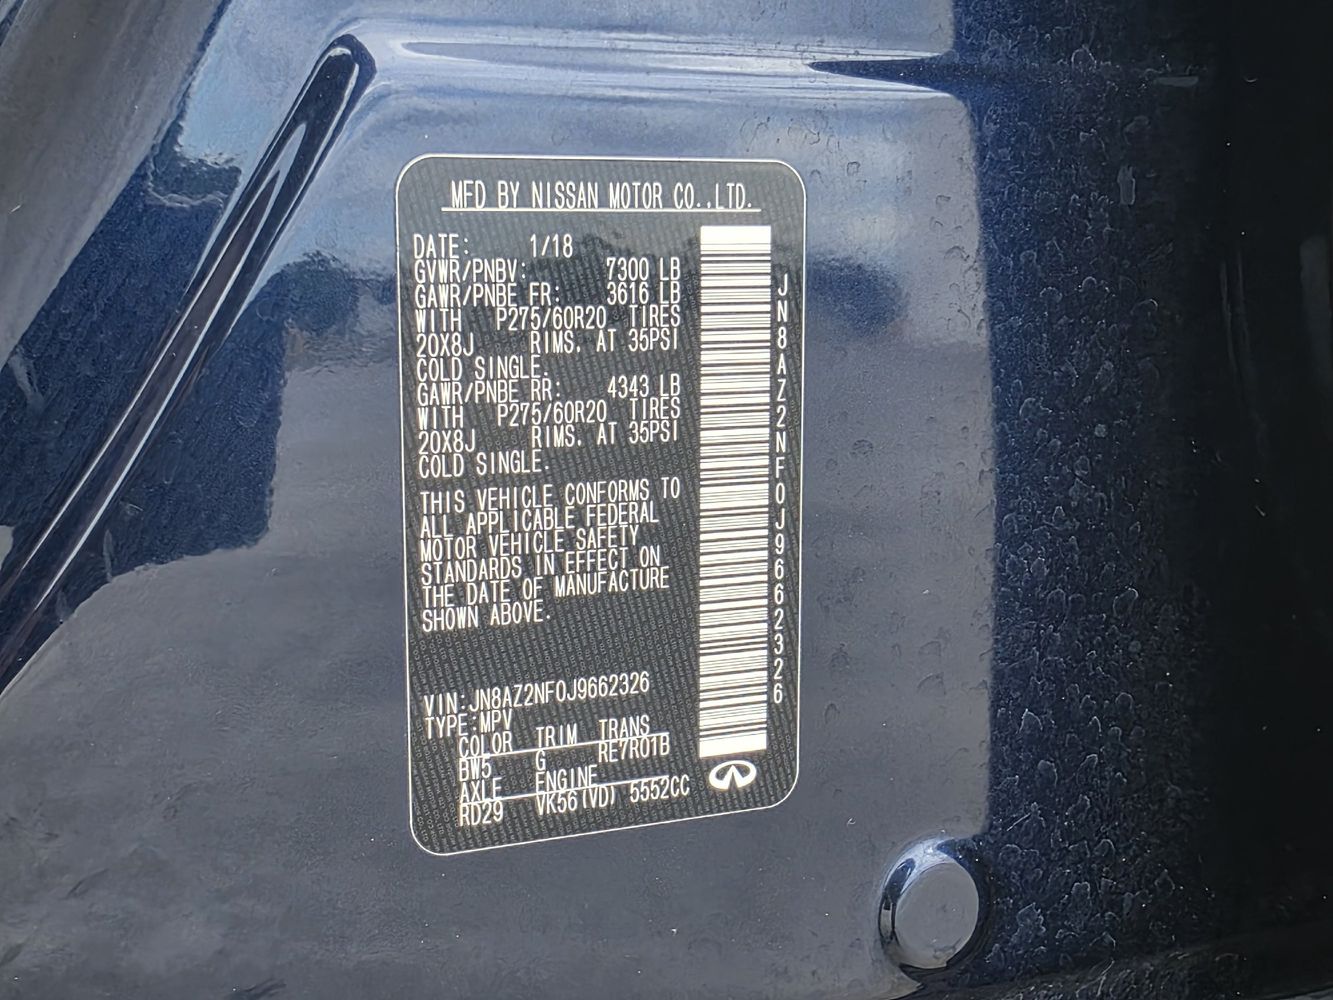 MFD BY NISSAN MOTOR CO.,LTD.
DATE: 1/18
GVWR/PNBV: 7300 LB
GAWR/PNBE FR: 3616 LB
WITH P275/60R20 TIRES
20X8J RIMS, AT 35PSI
COLD SINGLE.
GAWR/PNBE RR: 4343 LB
WITH P275/60R20 TIRES
20X8J RIMS, AT 35PSI
COLD SINGLE.
THIS VEHICLE CONFORMS TO
ALL APPLICABLE FEDERAL
MOTOR VEHICLE SAFETY
STANDARDS IN EFFECT ON
THE DATE OF MANUFACTURE
SHOWN ABOVE.
VIN:JN8AZ2NF0J9662326
TYPE:MPV
COLOR TRIM TRANS
BW5 G RE7R01B
AXLE ENGINE
RD29 VK56(VD) 5552CC
JN8AZ2NF0J9662326